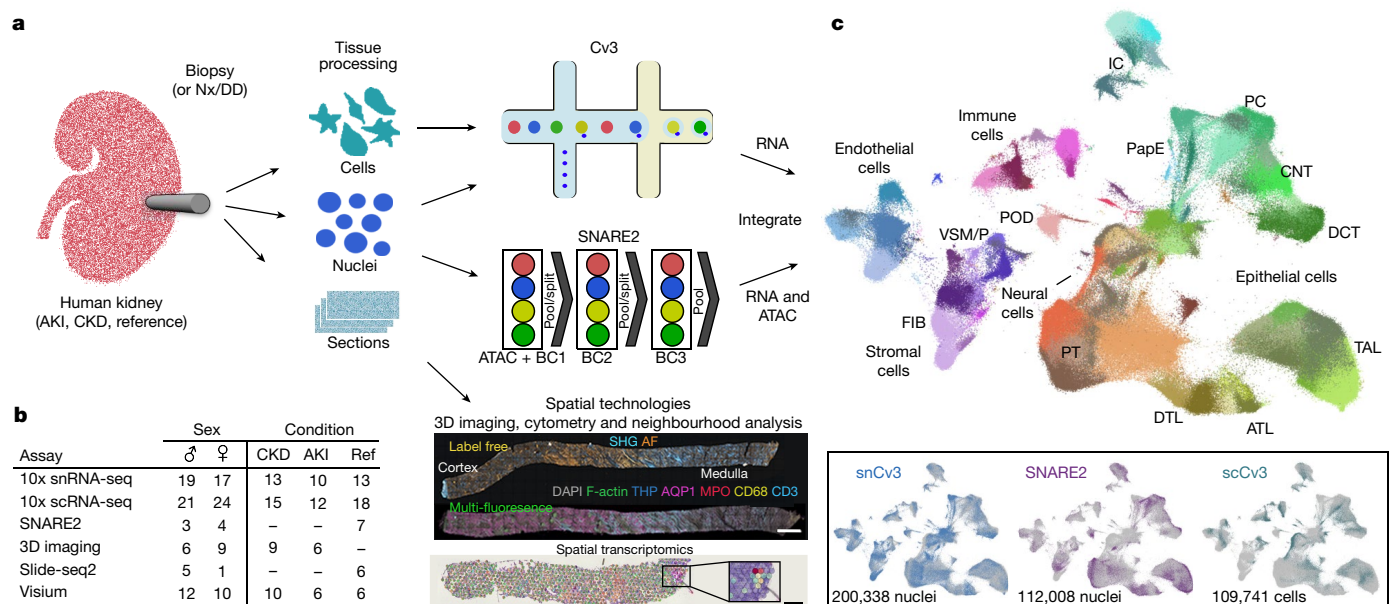 a
Biopsy
(or Nx/DD)
Human kidney
(AKI, CKD, reference)
Tissue
processing
Cells
Nuclei
Sections
Cv3
RNA
Integrate
SNARE2
Pool/split
Pool/split
Pool
ATAC + BC1
BC2
BC3
RNA and
ATAC
Spatial technologies
3D imaging, cytometry and neighbourhood analysis
Label free
SHG AF
Cortex
Medulla
DAPI F-actin THP AQP1 MPO CD68 CD3
Multi-fluoresence
Spatial transcriptomics
b
Sex Condition
Assay ♂ ♀ CKD AKI Ref
10x snRNA-seq 19 17 13 10 13
10x scRNA-seq 21 24 15 12 18
SNARE2 3 4 – – 7
3D imaging 6 9 9 6 –
Slide-seq2 5 1 – – 6
Visium 12 10 10 6 6
c
IC
PC
Immune
cells
PapE
Endothelial
cells
CNT
POD
DCT
VSM/P
Epithelial cells
Neural
cells
FIB
Stromal
cells
PT
TAL
DTL
ATL
snCv3
200,338 nuclei
SNARE2
112,008 nuclei
scCv3
109,741 cells